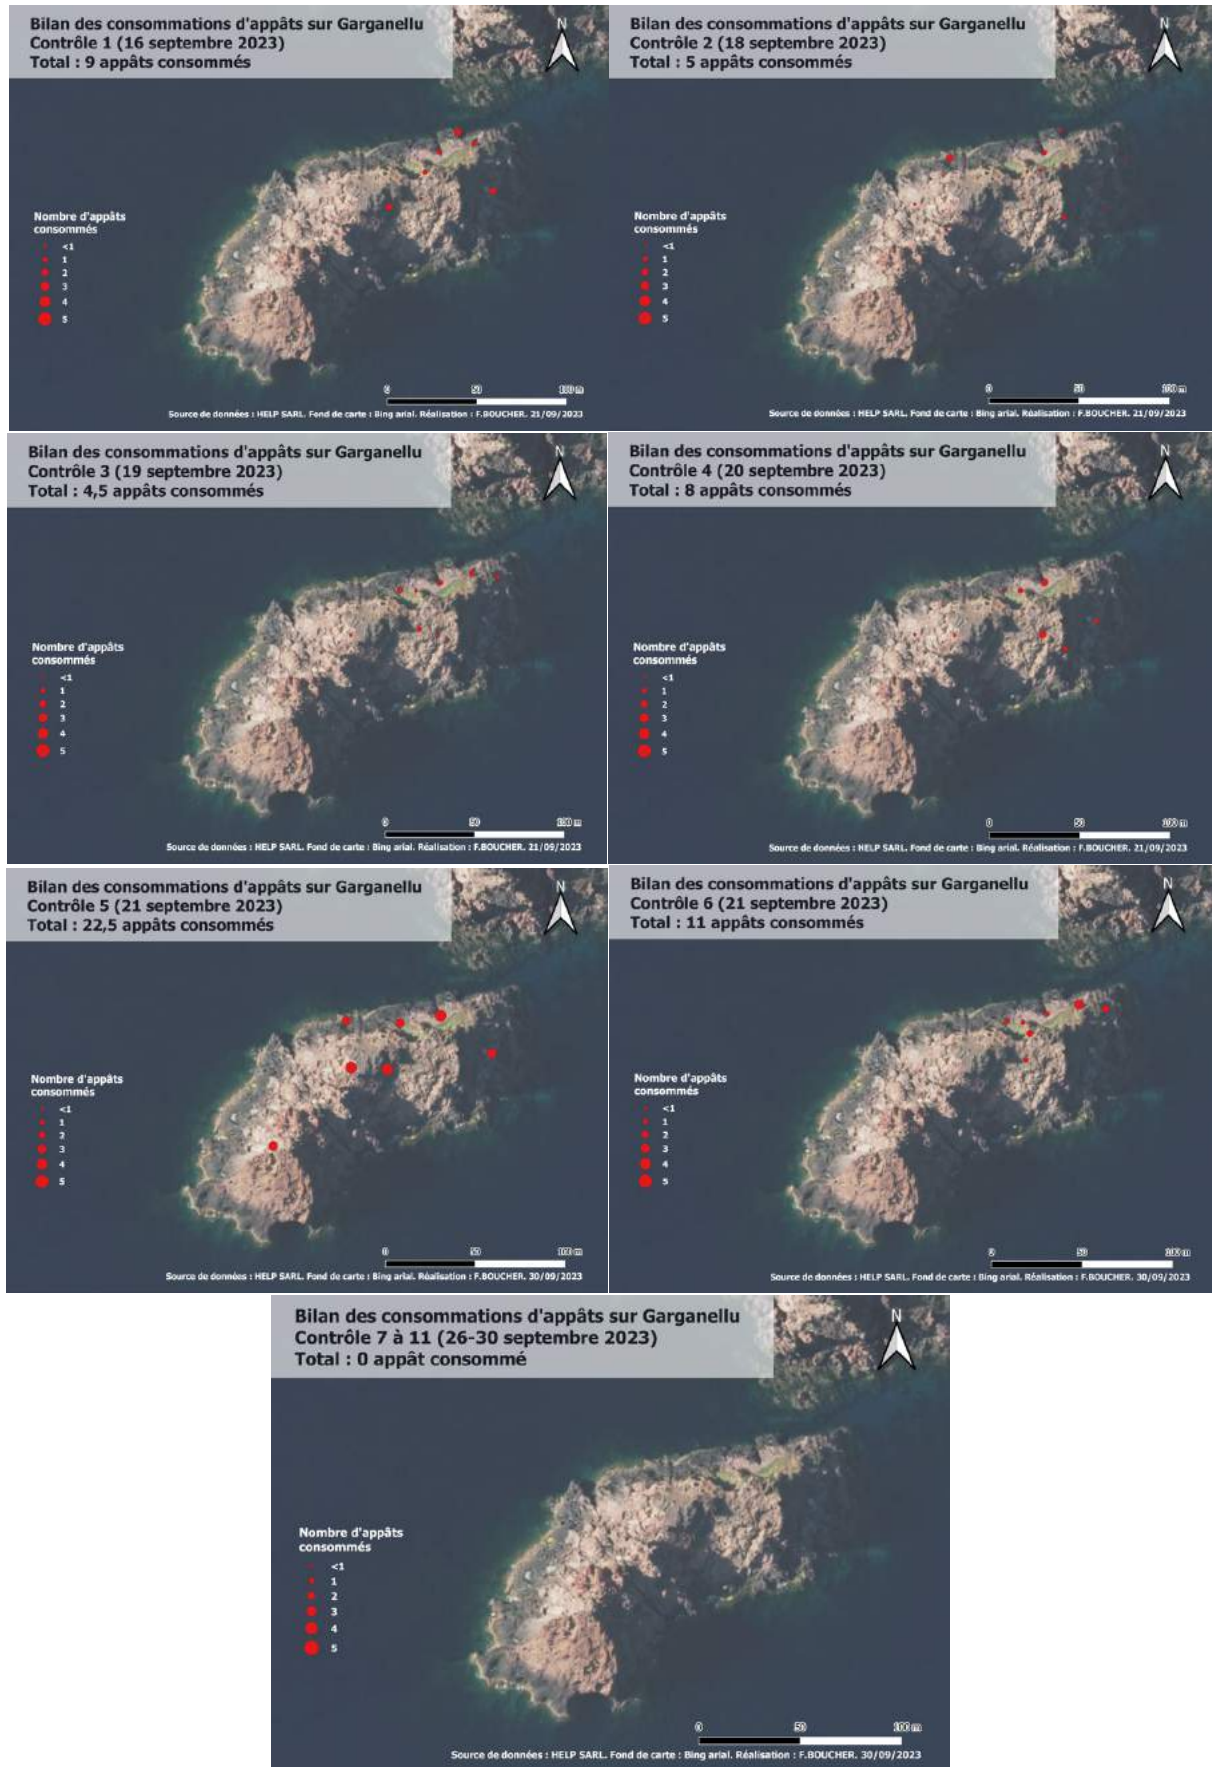 Bilan des consommations d'appâts sur Garganellu
Contrôle 1 (16 septembre 2023)
Total : 9 appâts consommés
N
Nombre d'appâts
consommés
<1
1
2
3
4
5
0 50 100 m
Source de données : HELP SARL. Fond de carte : Bing arial. Réalisation : F.BOUCHER. 21/09/2023
Bilan des consommations d'appâts sur Garganellu
Contrôle 2 (18 septembre 2023)
Total : 5 appâts consommés
N
Nombre d'appâts
consommés
<1
1
2
3
4
5
0 50 100 m
Source de données : HELP SARL. Fond de carte : Bing arial. Réalisation : F.BOUCHER. 21/09/2023
Bilan des consommations d'appâts sur Garganellu
Contrôle 3 (19 septembre 2023)
Total : 4,5 appâts consommés
N
Nombre d'appâts
consommés
<1
1
2
3
4
5
0 50 100 m
Source de données : HELP SARL. Fond de carte : Bing arial. Réalisation : F.BOUCHER. 21/09/2023
Bilan des consommations d'appâts sur Garganellu
Contrôle 4 (20 septembre 2023)
Total : 8 appâts consommés
N
Nombre d'appâts
consommés
<1
1
2
3
4
5
0 50 100 m
Source de données : HELP SARL. Fond de carte : Bing arial. Réalisation : F.BOUCHER. 21/09/2023
Bilan des consommations d'appâts sur Garganellu
Contrôle 5 (21 septembre 2023)
Total : 22,5 appâts consommés
N
Nombre d'appâts
consommés
<1
1
2
3
4
5
0 50 100 m
Source de données : HELP SARL. Fond de carte : Bing arial. Réalisation : F.BOUCHER. 30/09/2023
Bilan des consommations d'appâts sur Garganellu
Contrôle 6 (21 septembre 2023)
Total : 11 appâts consommés
N
Nombre d'appâts
consommés
<1
1
2
3
4
5
0 50 100 m
Source de données : HELP SARL. Fond de carte : Bing arial. Réalisation : F.BOUCHER. 30/09/2023
Bilan des consommations d'appâts sur Garganellu
Contrôle 7 à 11 (26-30 septembre 2023)
Total : 0 appât consommé
N
Nombre d'appâts
consommés
<1
1
2
3
4
5
0 50 100 m
Source de données : HELP SARL. Fond de carte : Bing arial. Réalisation : F.BOUCHER. 30/09/2023